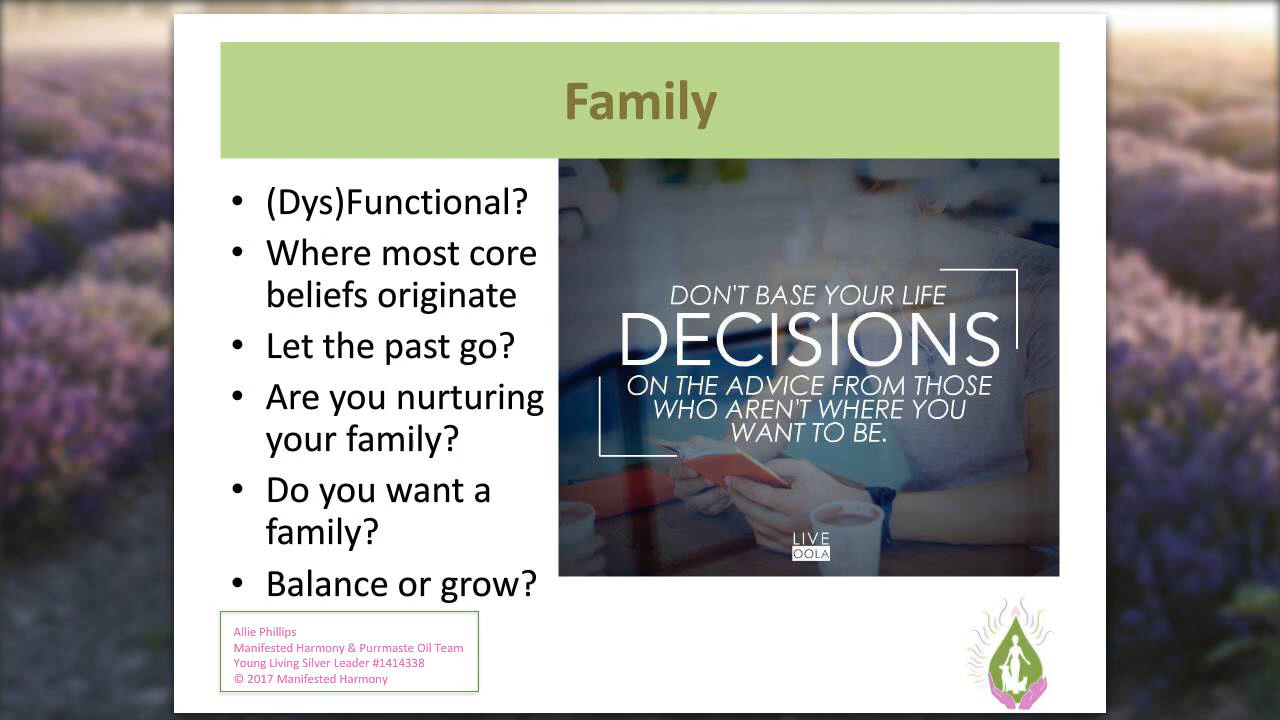 Family
• (Dys)Functional?
• Where most core
beliefs originate
• Let the past go?
• Are you nurturing
your family?
• Do you want a
family?
• Balance or grow?
DON'T BASE YOUR LIFE
DECISIONS
ON THE ADVICE FROM THOSE
WHO AREN'T WHERE YOU
WANT TO BE.
LIVE
OOLA
Allie Phillips
Manifested Harmony & Purrmaste Oil Team
Young Living Silver Leader #1414338
© 2017 Manifested Harmony